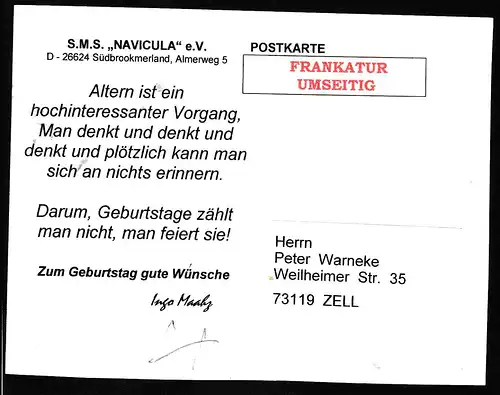 S.M.S. „NAVICULA“ e.V.
D - 26624 Südbrookmerland, Almerweg 5
POSTKARTE
FRANKATUR
UMSEITIG
Altern ist ein
hochinteressanter Vorgang,
Man denkt und denkt und
denkt und plötzlich kann man
sich an nichts erinnern.
Darum, Geburtstage zählt
man nicht, man feiert sie!
Zum Geburtstag gute Wünsche
Ingo Maahz
Herrn
Peter Warneke
Weilheimer Str. 35
73119 ZELL